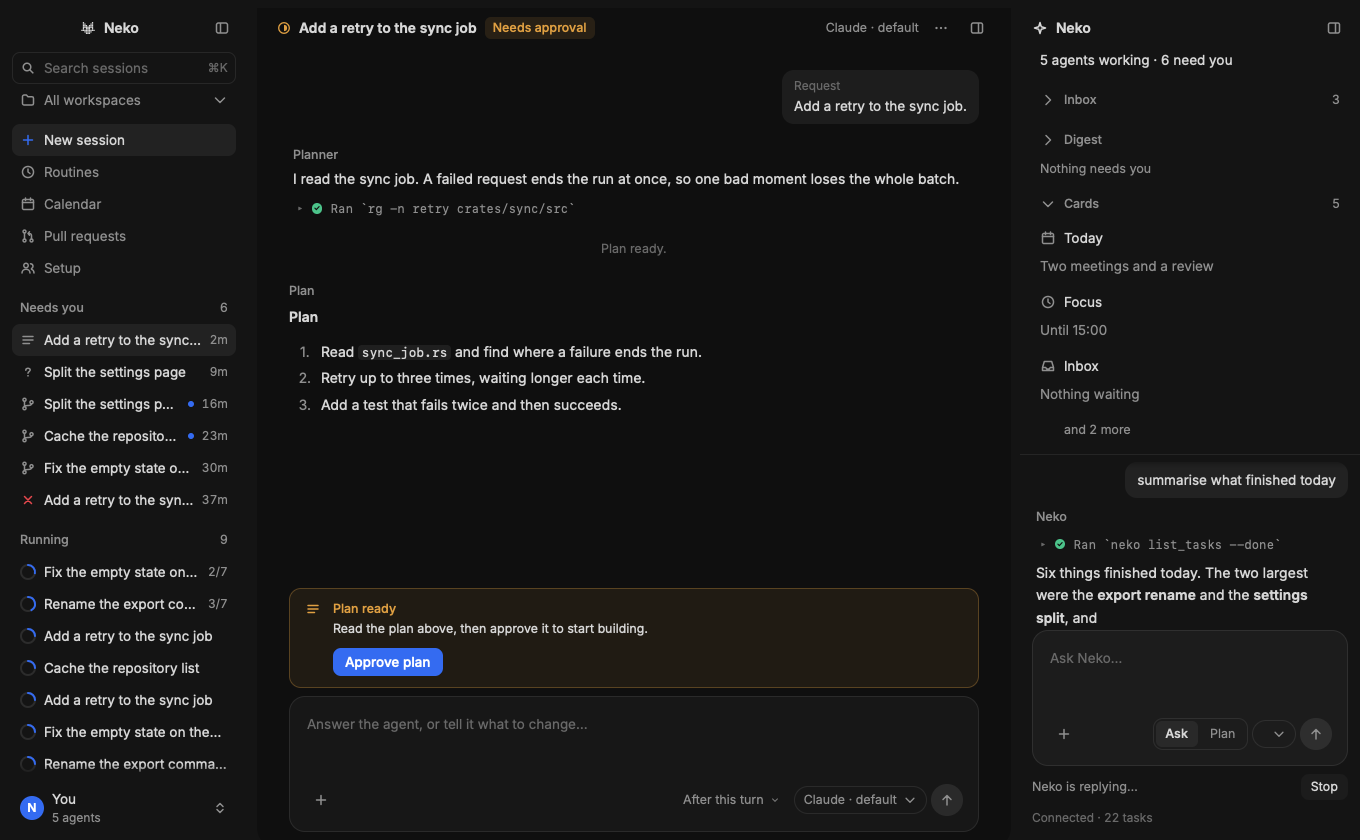 Neko
Search sessions ⌘K
All workspaces
New session
Routines
Calendar
Pull requests
Setup
Needs you 6
Add a retry to the sync... 2m
Split the settings page 9m
Split the settings p... 16m
Cache the reposito... 23m
Fix the empty state o... 30m
Add a retry to the syn... 37m
Running 9
Fix the empty state on... 2/7
Rename the export co... 3/7
Add a retry to the sync job
Cache the repository list
Add a retry to the sync job
Fix the empty state on the...
Rename the export comma...
N
You
5 agents
Add a retry to the sync job Needs approval Claude · default
Request
Add a retry to the sync job.
Planner
I read the sync job. A failed request ends the run at once, so one bad moment loses the whole batch.
Ran `rg -n retry crates/sync/src`
Plan ready.
Plan
Plan
1. Read sync_job.rs and find where a failure ends the run.
2. Retry up to three times, waiting longer each time.
3. Add a test that fails twice and then succeeds.
Plan ready
Read the plan above, then approve it to start building.
Approve plan
Answer the agent, or tell it what to change...
After this turn Claude · default
Neko
5 agents working · 6 need you
Inbox 3
Digest
Nothing needs you
Cards 5
Today
Two meetings and a review
Focus
Until 15:00
Inbox
Nothing waiting
and 2 more
summarise what finished today
Neko
Ran `neko list_tasks --done`
Six things finished today. The two largest
were the export rename and the settings
split, and
Ask Neko...
Ask Plan
Neko is replying... Stop
Connected · 22 tasks